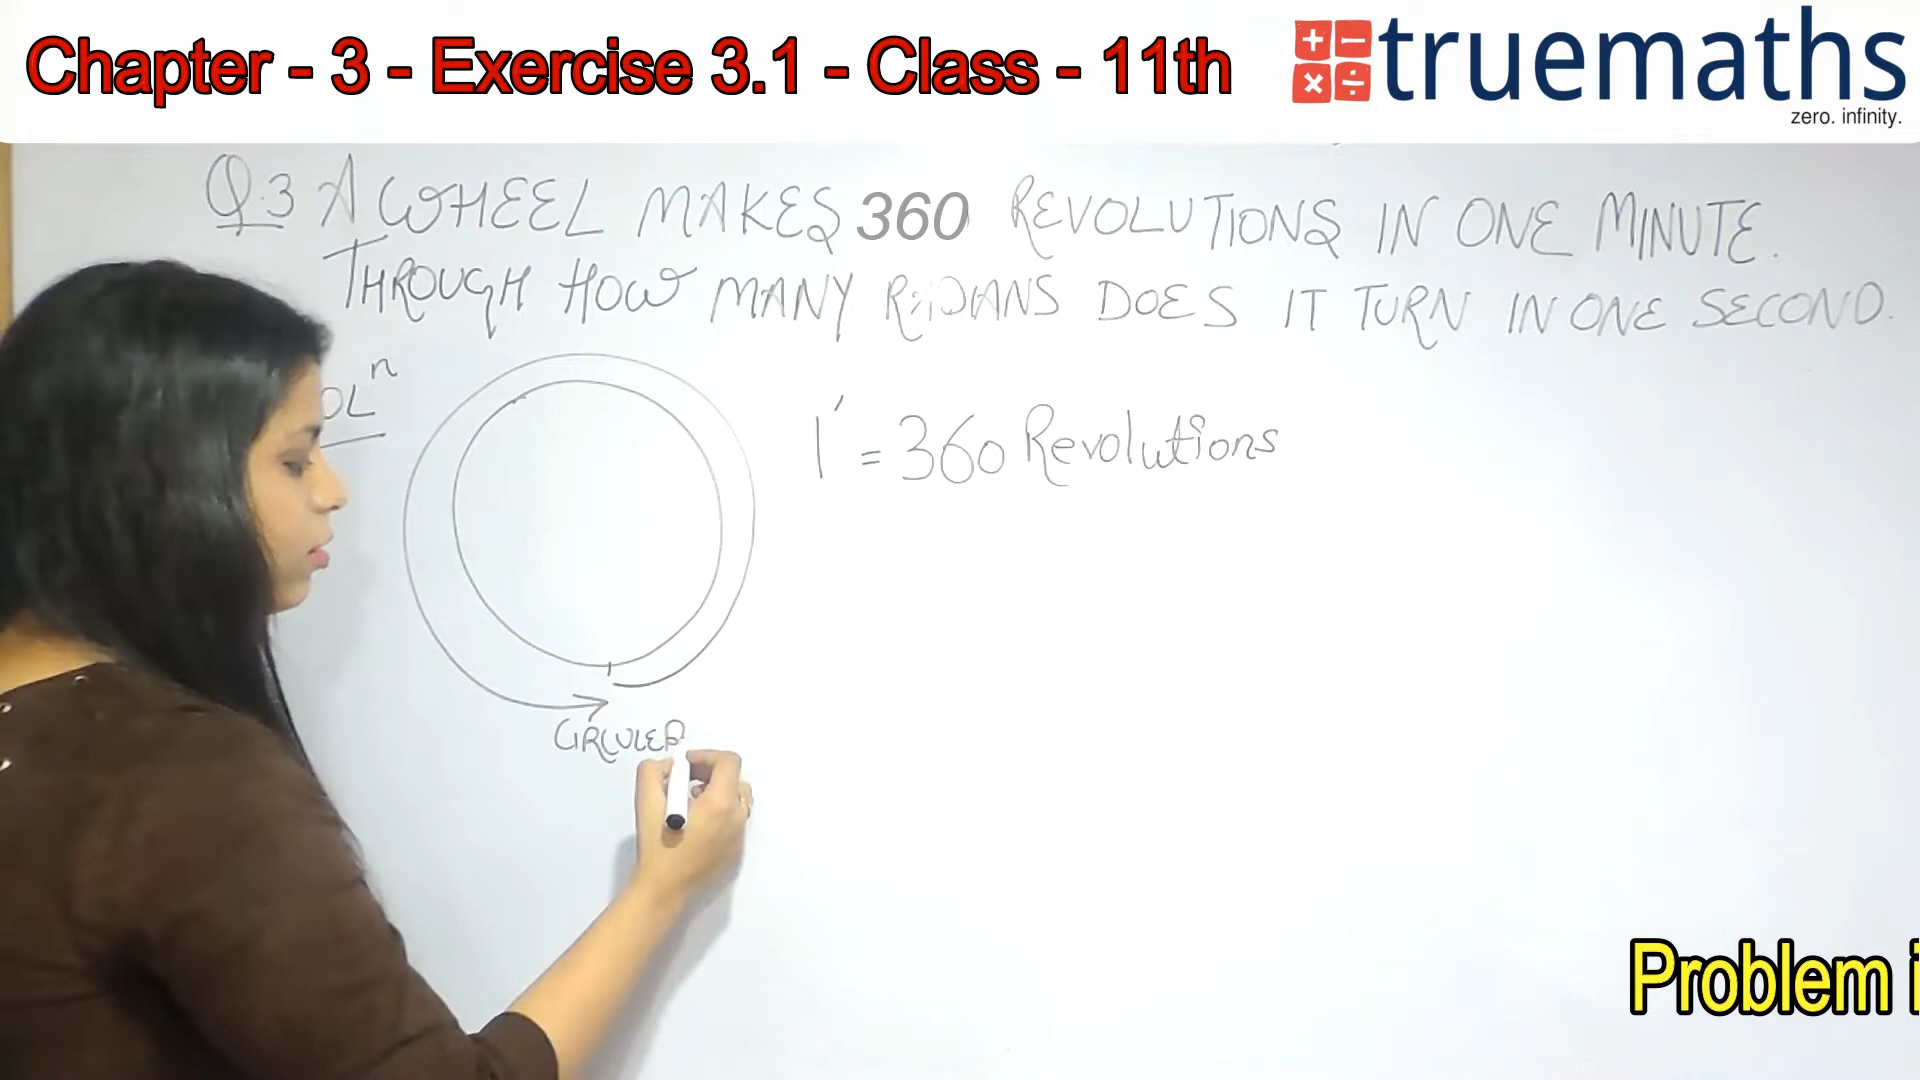 Chapter - 3 - Exercise 3.1 - Class - 11th
truemaths
zero. infinity.
Q.3 A WHEEL MAKES 360 REVOLUTIONS IN ONE MINUTE.
THROUGH HOW MANY RADIANS DOES IT TURN IN ONE SECOND.
OLⁿ
1′ = 360 Revolutions
CIRCULER
Problem i